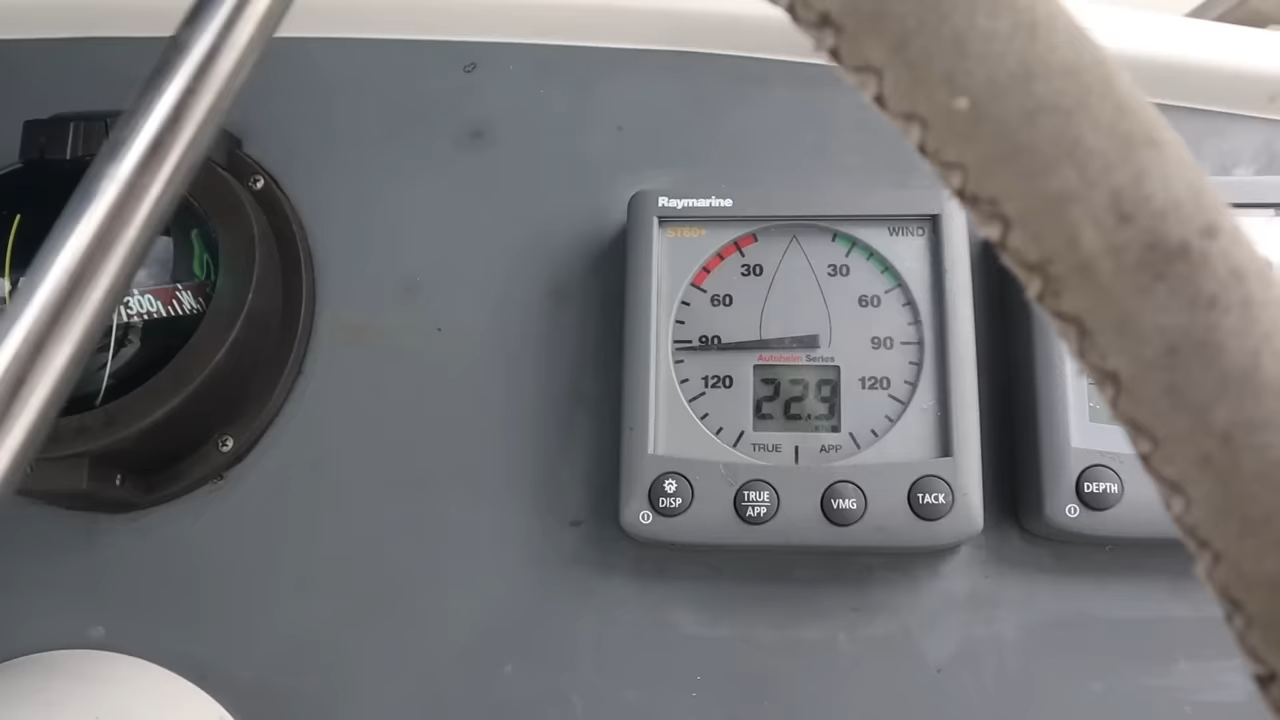 Raymarine
ST60+ WIND
30 30
60 60
90 90
Autohelm Series
120 120
22.9
TRUE APP
DISP
TRUE
APP
VMG
TACK
DEPTH
300 W